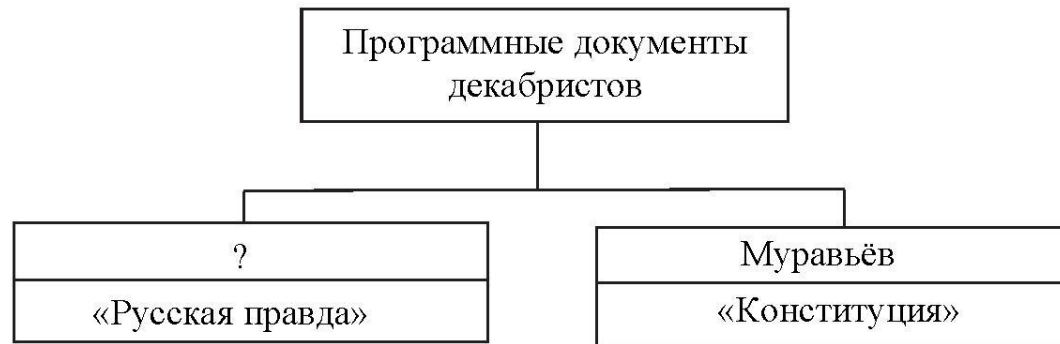 Программные документы
декабристов
?
«Русская правда»
Муравьёв
«Конституция»